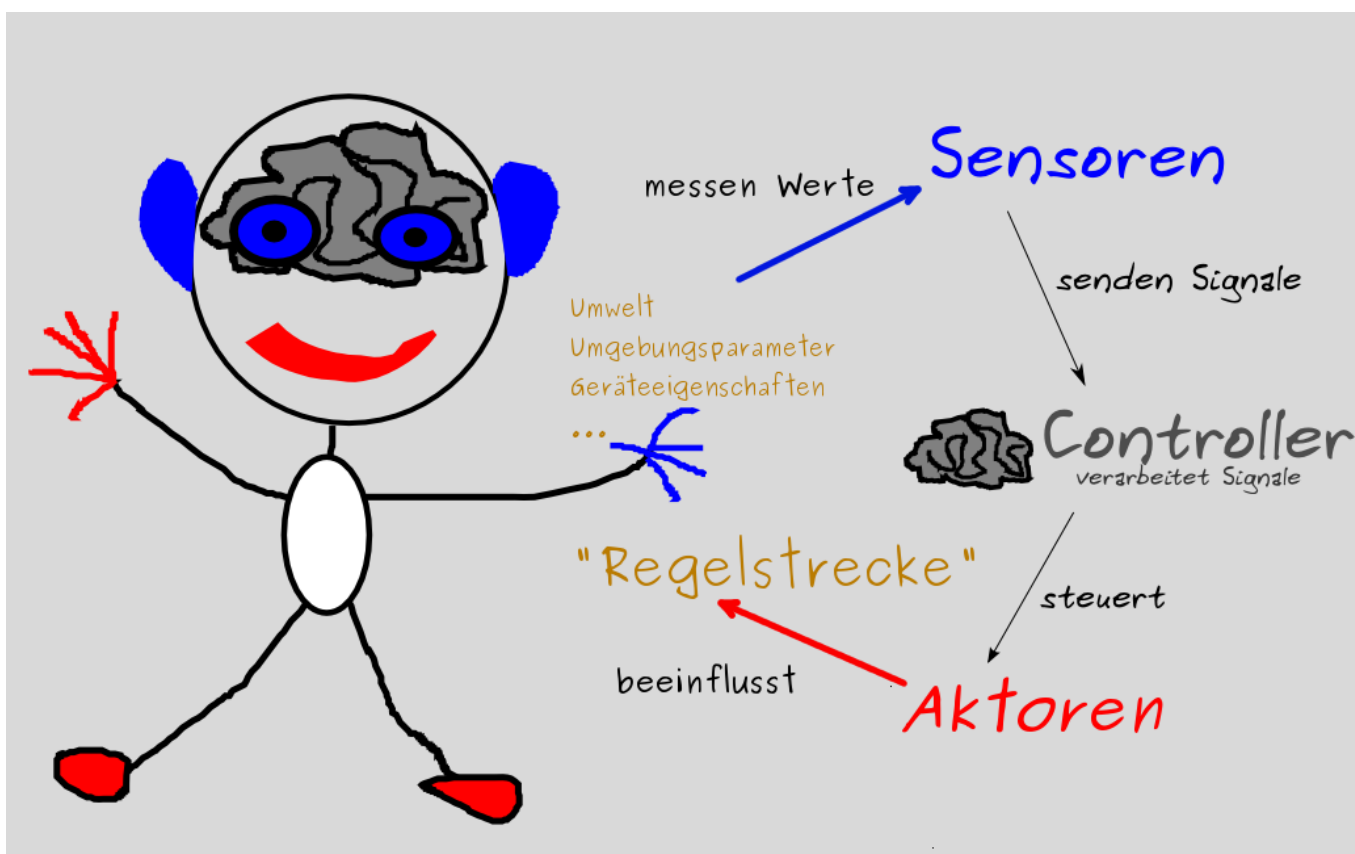 Sensoren
messen Werte
senden Signale
Umwelt
Umgebungsparameter
Geräteeigenschaften
...
Controller
verarbeitet Signale
"Regelstrecke"
steuert
beeinflusst
Aktoren